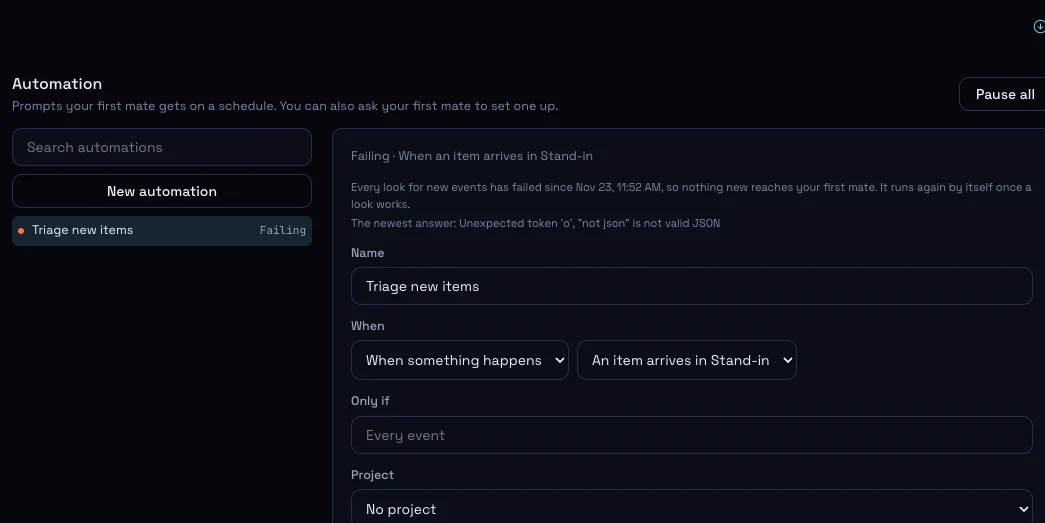 Automation
Prompts your first mate gets on a schedule. You can also ask your first mate to set one up.
Pause all
Search automations
New automation
Triage new items
Failing
Failing · When an item arrives in Stand-in
Every look for new events has failed since Nov 23, 11:52 AM, so nothing new reaches your first mate. It runs again by itself once a
look works.
The newest answer: Unexpected token 'o', "not json" is not valid JSON
Name
Triage new items
When
When something happens
An item arrives in Stand-in
Only if
Every event
Project
No project